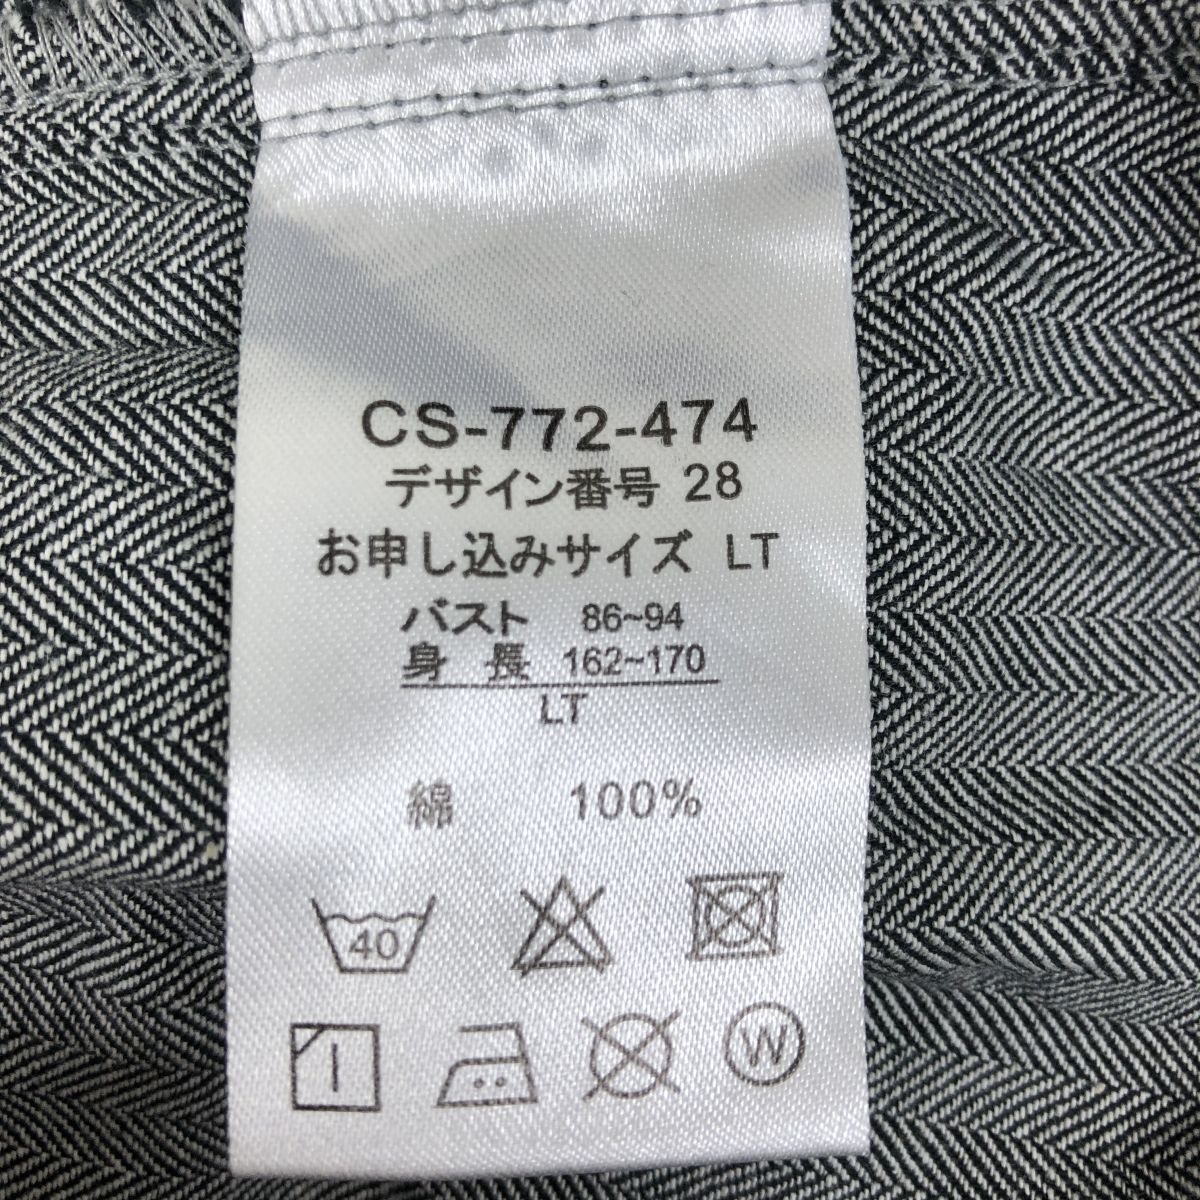 CS-772-474
デザイン番号 28
お申し込みサイズ LT
バスト 86~94
身 長 162~170
LT
綿 100%
40
W